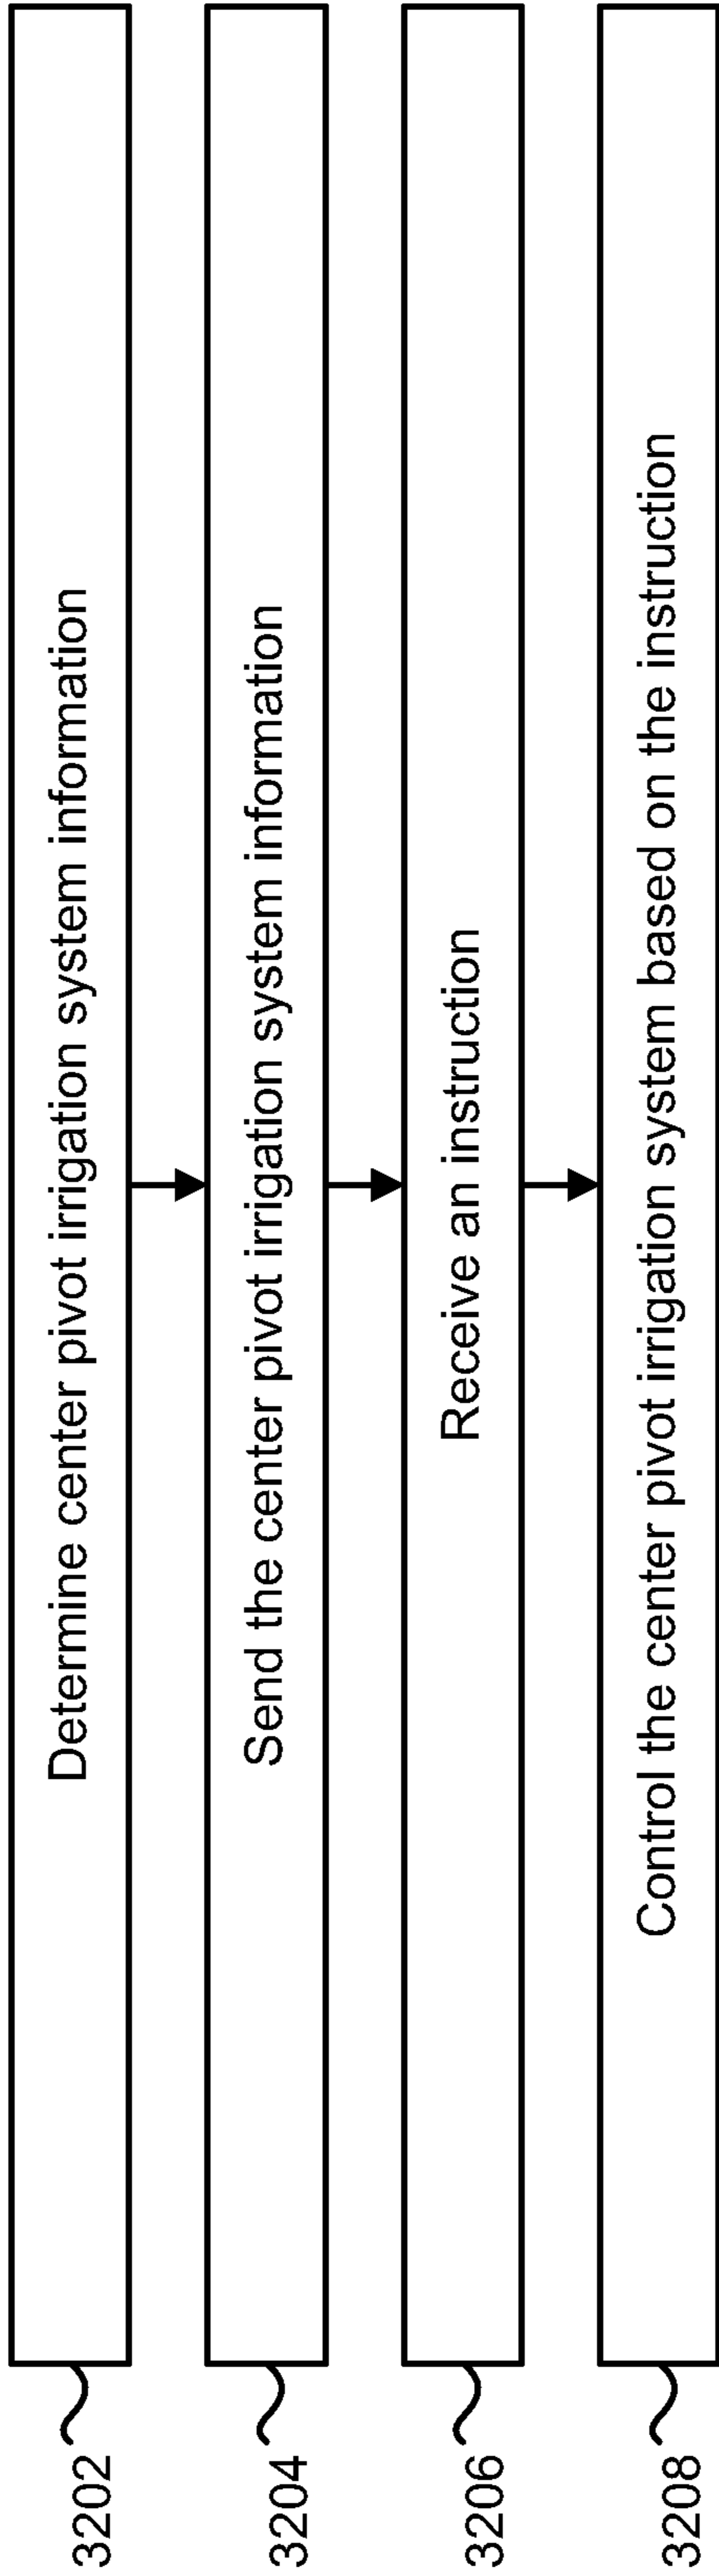 3202
Determine center pivot irrigation system information
3204
Send the center pivot irrigation system information
3206
Receive an instruction
3208
Control the center pivot irrigation system based on the instruction